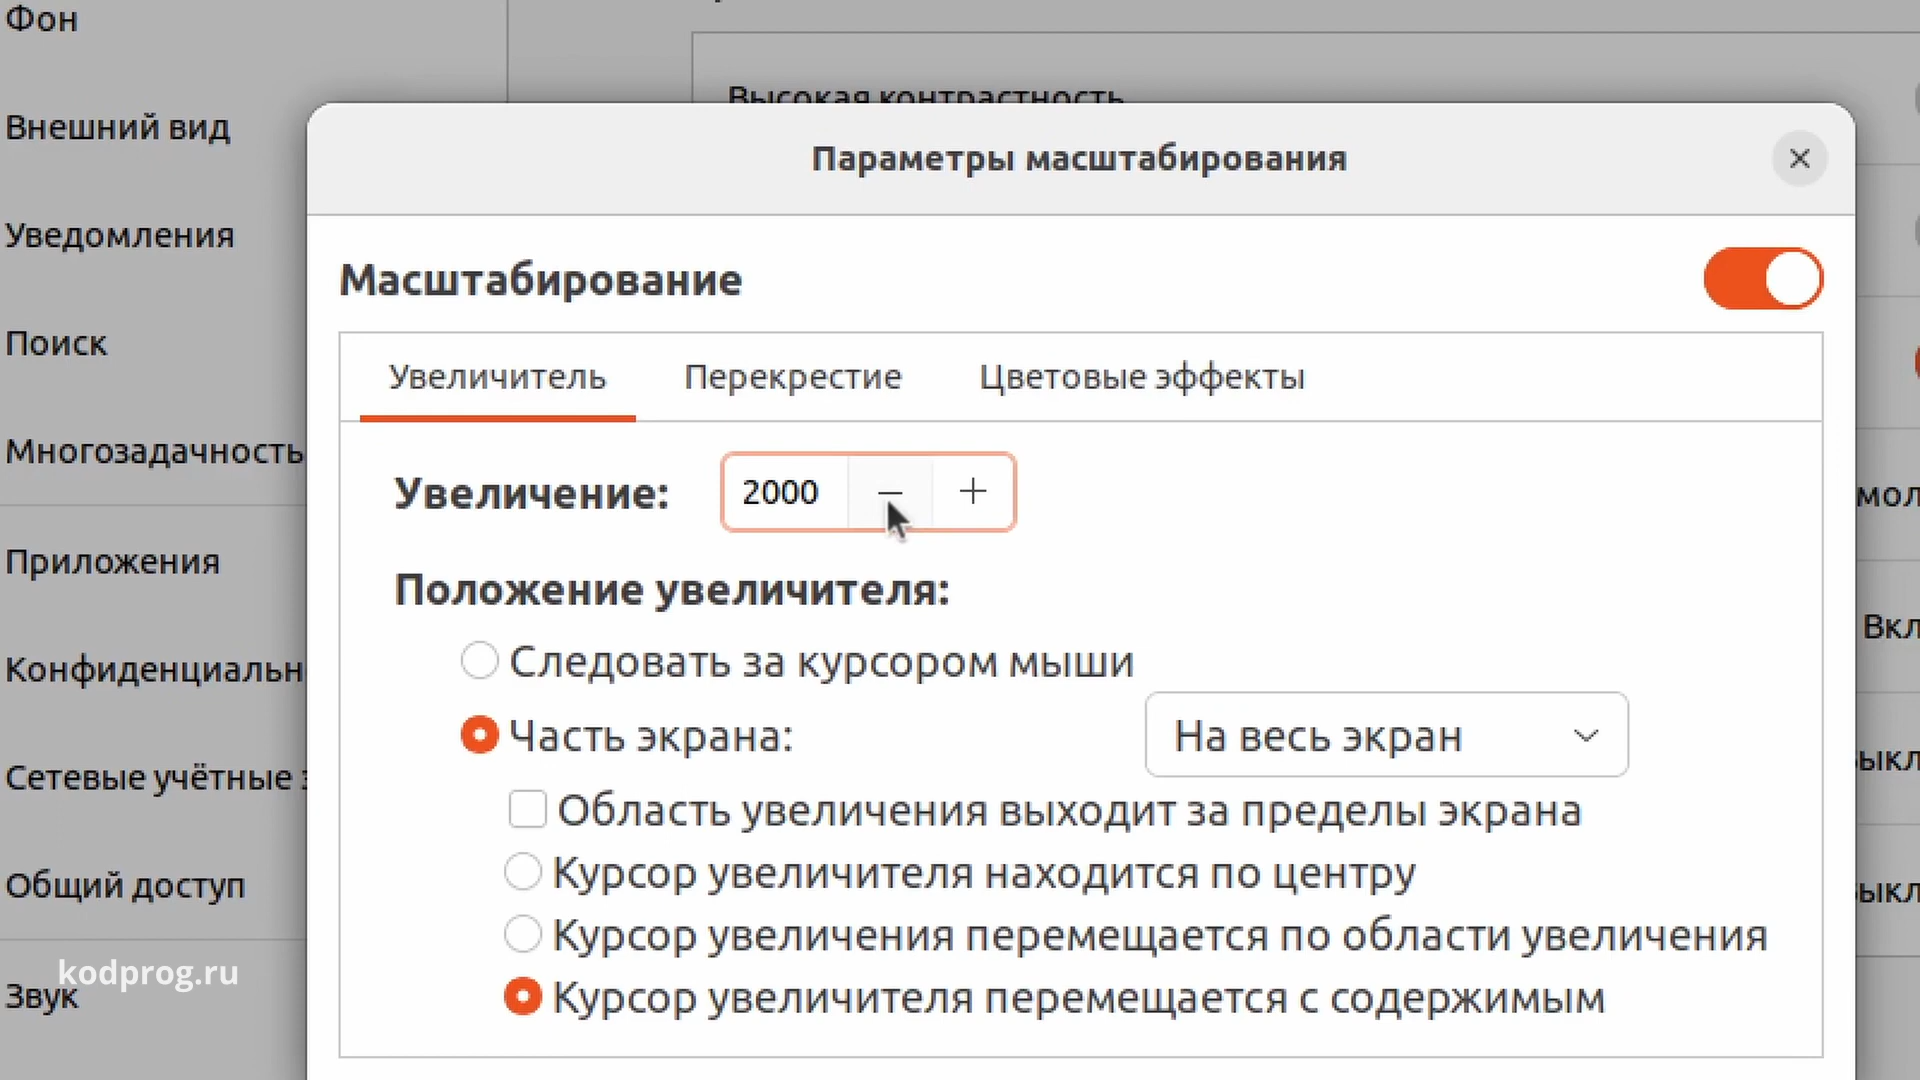 Фон
Внешний вид
Уведомления
Поиск
Многозадачность
Приложения
Сетевые учётные
Общий доступ
Звук
kodprog.ru
Высокая контрастность
Параметры масштабирования
Масштабирование
Увеличитель Перекрестие Цветовые эффекты
Увеличение: 2000 − +
Положение увеличителя:
Следовать за курсором мыши
Часть экрана: На весь экран
Область увеличения выходит за пределы экрана
Курсор увеличителя находится по центру
Курсор увеличения перемещается по области увеличения
Курсор увеличителя перемещается с содержимым